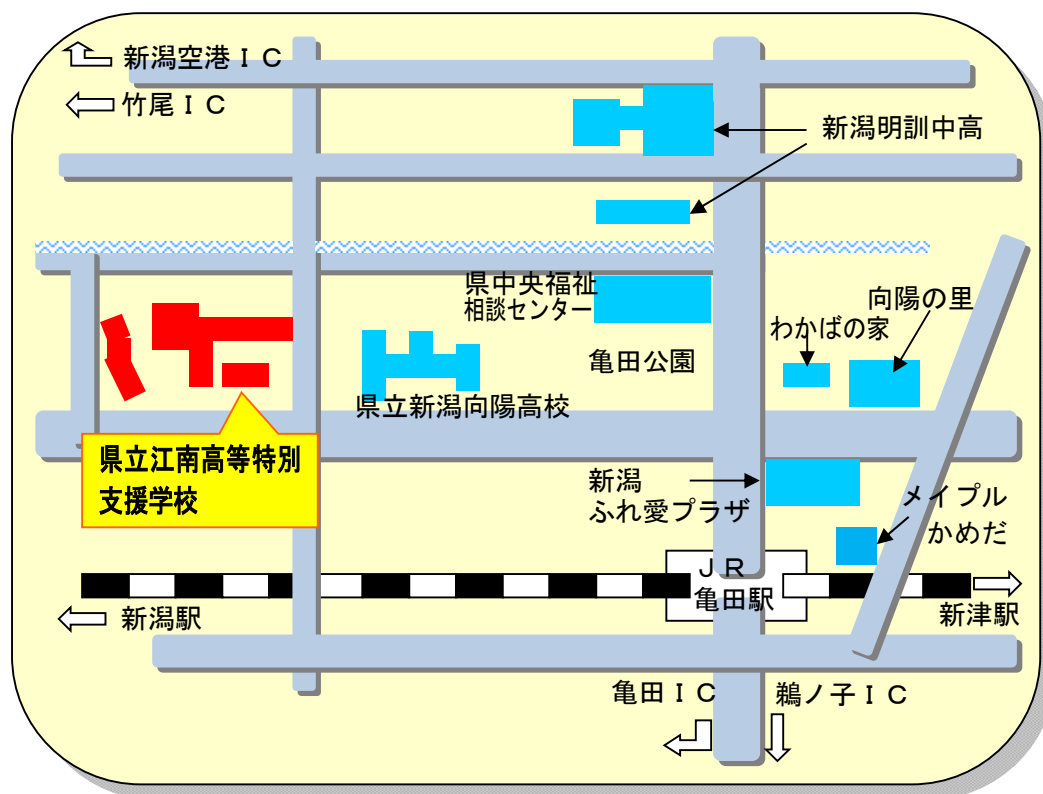 新潟空港ＩＣ
竹尾ＩＣ
新潟明訓中高
県中央福祉
相談センター
向陽の里
わかばの家
亀田公園
県立新潟向陽高校
県立江南高等特別
支援学校
新潟
ふれ愛プラザ
メイプル
かめだ
ＪＲ
亀田駅
新潟駅
新津駅
亀田ＩＣ
鵜ノ子ＩＣ